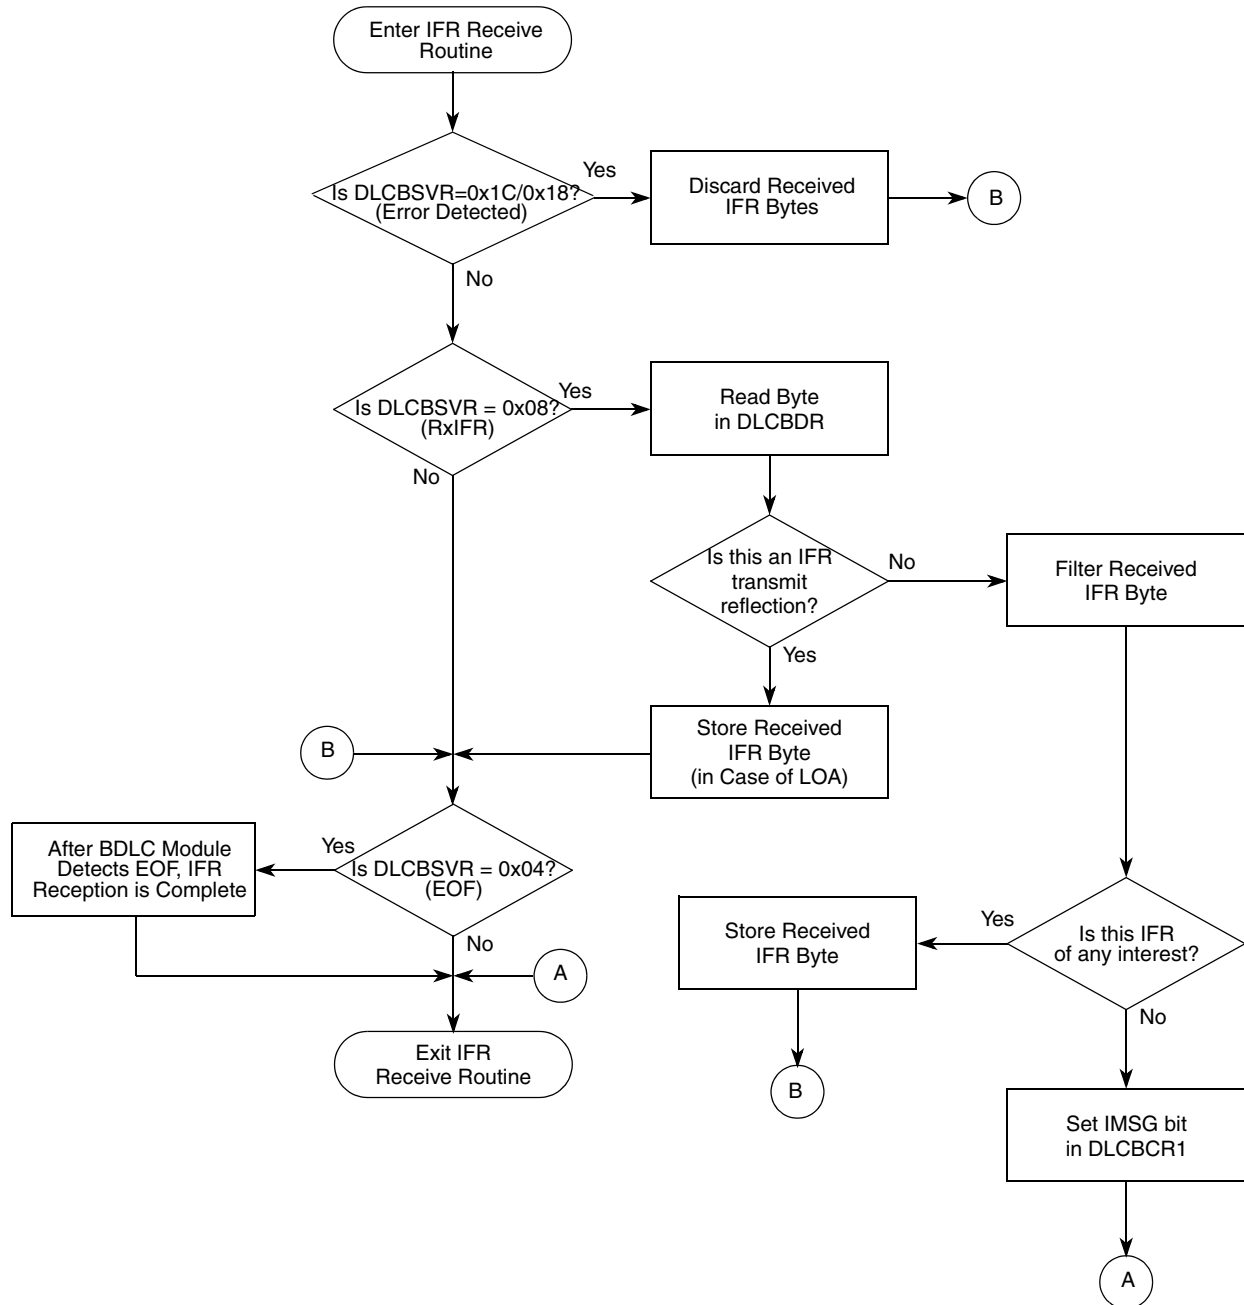 Enter IFR Receive
Routine
Is DLCBSVR=0x1C/0x18?
(Error Detected)
Yes
Discard Received
IFR Bytes
B
No
Is DLCBSVR = 0x08?
(RxIFR)
Yes
Read Byte
in DLCBDR
No
Is this an IFR
transmit
reflection?
No
Filter Received
IFR Byte
Yes
Store Received
IFR Byte
(in Case of LOA)
B
Is DLCBSVR = 0x04?
(EOF)
Yes
After BDLC Module
Detects EOF, IFR
Reception is Complete
No
A
Exit IFR
Receive Routine
Is this IFR
of any interest?
Yes
Store Received
IFR Byte
B
No
Set IMSG bit
in DLCBCR1
A